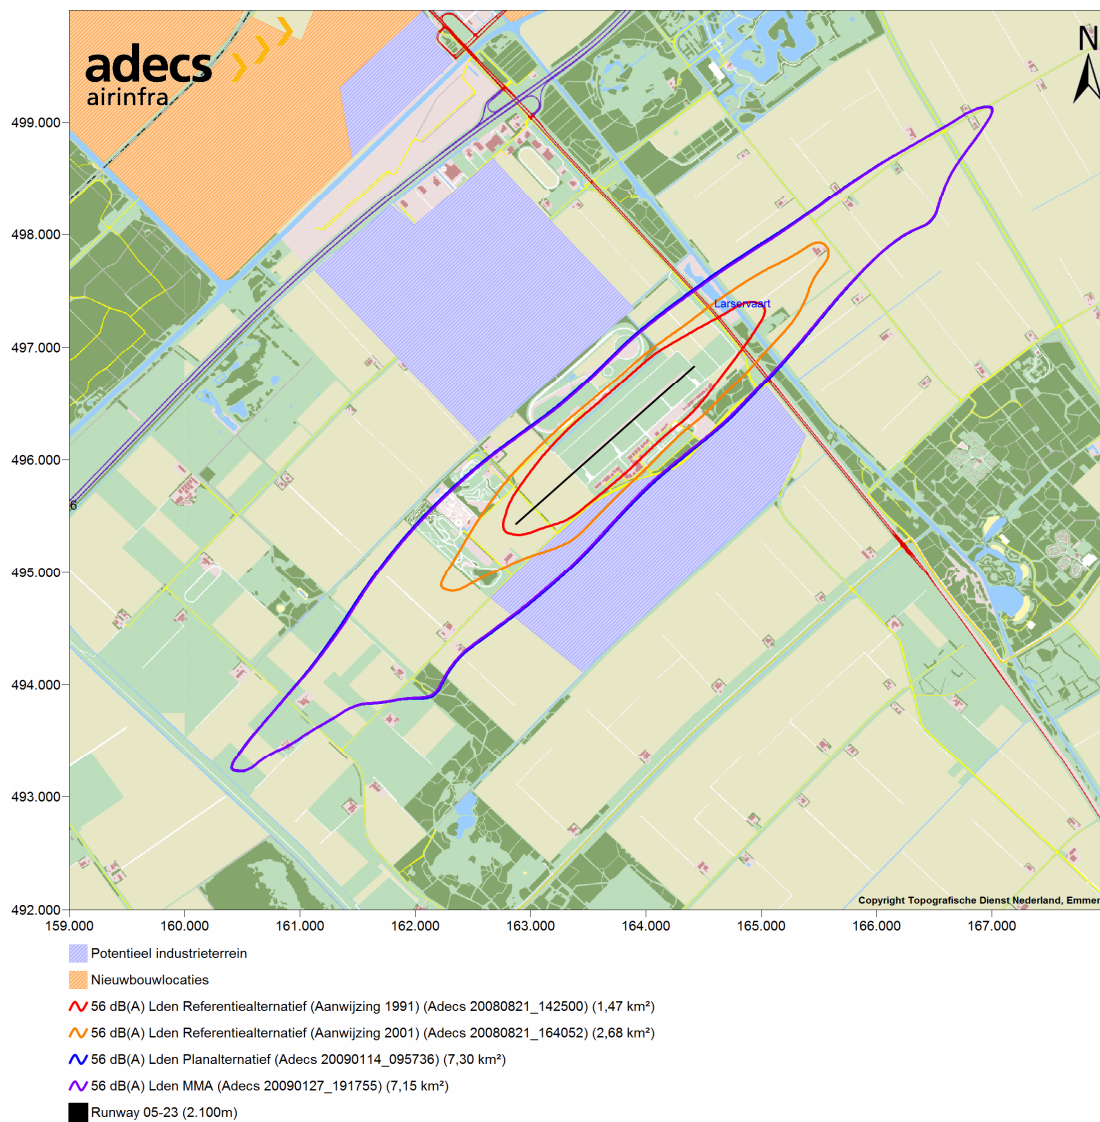 adecs
airinfra
N
499.000
498.000
Larservaart
497.000
496.000
6
495.000
494.000
493.000
492.000
Copyright Topografische Dienst Nederland, Emmer
159.000 160.000 161.000 162.000 163.000 164.000 165.000 166.000 167.000
Potentieel industrieterrein
Nieuwbouwlocaties
56 dB(A) Lden Referentiealternatief (Aanwijzing 1991) (Adecs 20080821_142500) (1,47 km²)
56 dB(A) Lden Referentiealternatief (Aanwijzing 2001) (Adecs 20080821_164052) (2,68 km²)
56 dB(A) Lden Planalternatief (Adecs 20090114_095736) (7,30 km²)
56 dB(A) Lden MMA (Adecs 20090127_191755) (7,15 km²)
Runway 05-23 (2.100m)